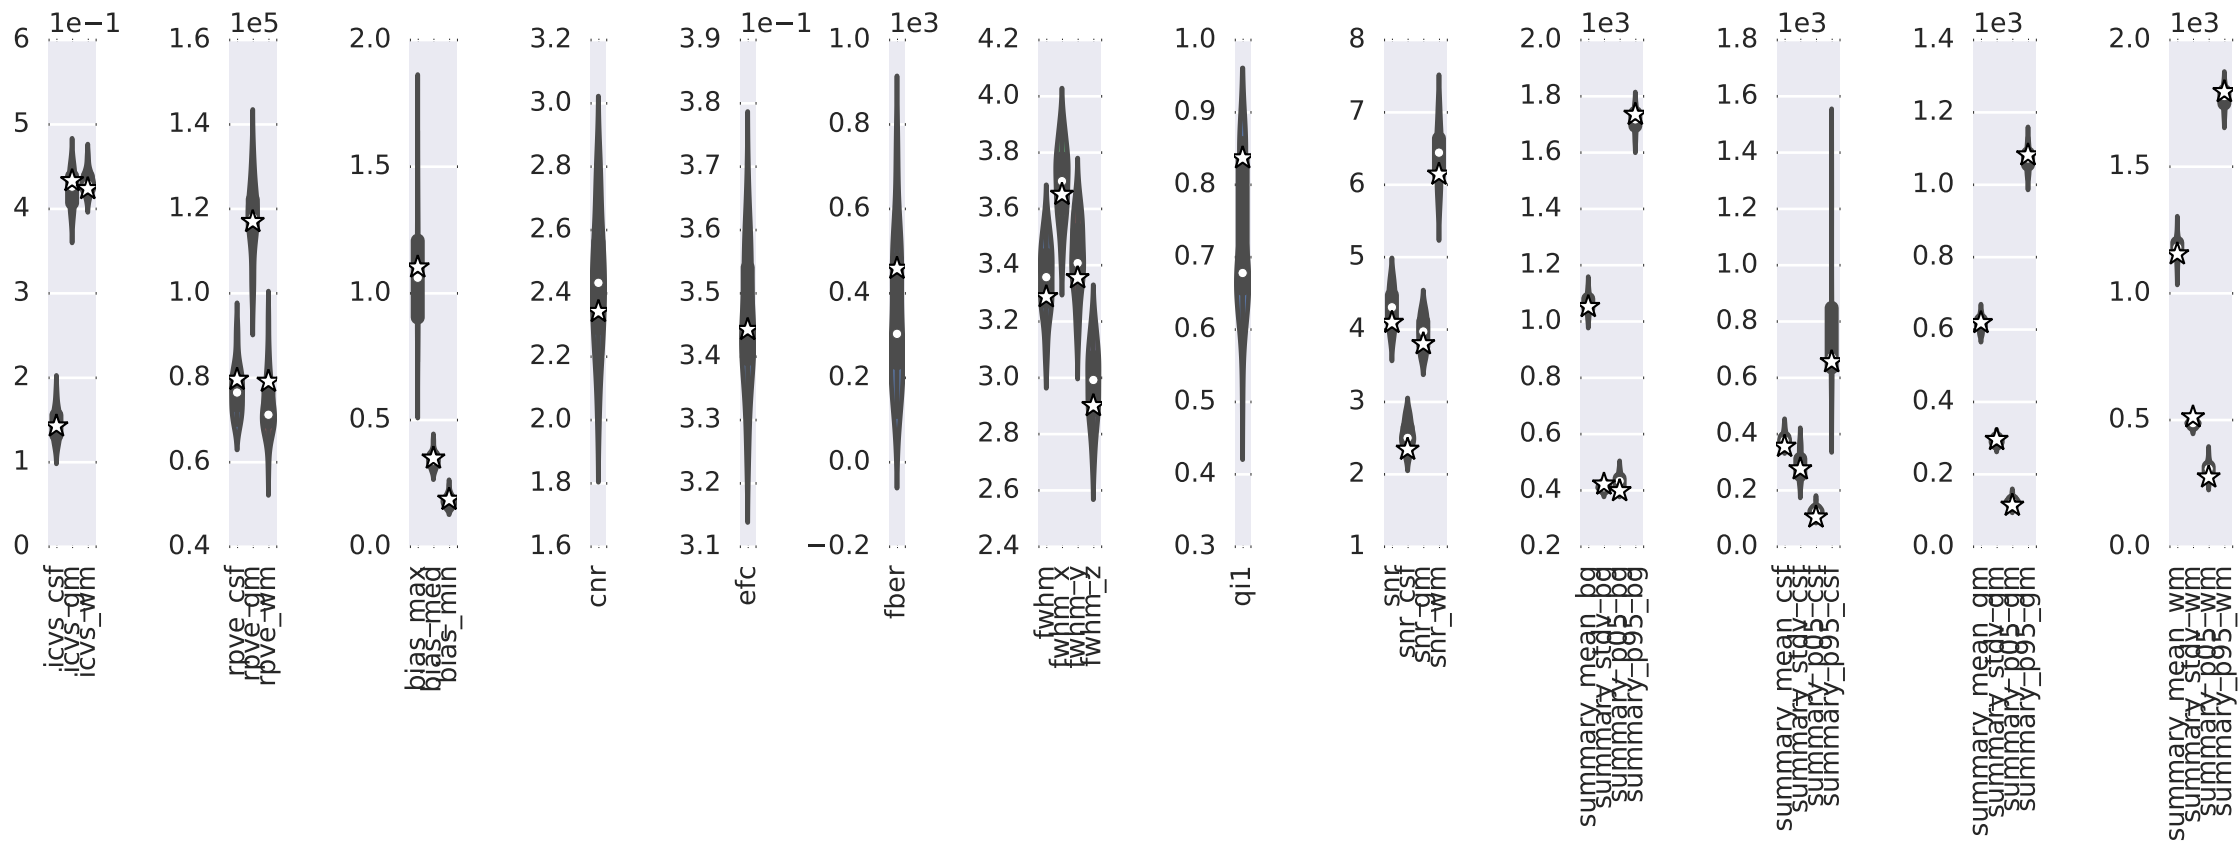 1e−1
6
5
4
3
2
1
0
icvs_csf
icvs_gm
icvs_wm
1e5
1.6
1.4
1.2
1.0
0.8
0.6
0.4
rpve_csf
rpve_gm
rpve_wm
2.0
1.5
1.0
0.5
0.0
bias_max
bias_med
bias_min
3.2
3.0
2.8
2.6
2.4
2.2
2.0
1.8
1.6
cnr
1e−1
3.9
3.8
3.7
3.6
3.5
3.4
3.3
3.2
3.1
efc
1e3
1.0
0.8
0.6
0.4
0.2
0.0
−0.2
fber
4.2
4.0
3.8
3.6
3.4
3.2
3.0
2.8
2.6
2.4
fwhm
fwhm_x
fwhm_y
fwhm_z
1.0
0.9
0.8
0.7
0.6
0.5
0.4
0.3
qi1
8
7
6
5
4
3
2
1
snr
snr_csf
snr_gm
snr_wm
1e3
2.0
1.8
1.6
1.4
1.2
1.0
0.8
0.6
0.4
0.2
summary_mean_bg
summary_stdv_bg
summary_p05_bg
summary_p95_bg
1e3
1.8
1.6
1.4
1.2
1.0
0.8
0.6
0.4
0.2
0.0
summary_mean_csf
summary_stdv_csf
summary_p05_csf
summary_p95_csf
1e3
1.4
1.2
1.0
0.8
0.6
0.4
0.2
0.0
summary_mean_gm
summary_stdv_gm
summary_p05_gm
summary_p95_gm
1e3
2.0
1.5
1.0
0.5
0.0
summary_mean_wm
summary_stdv_wm
summary_p05_wm
summary_p95_wm